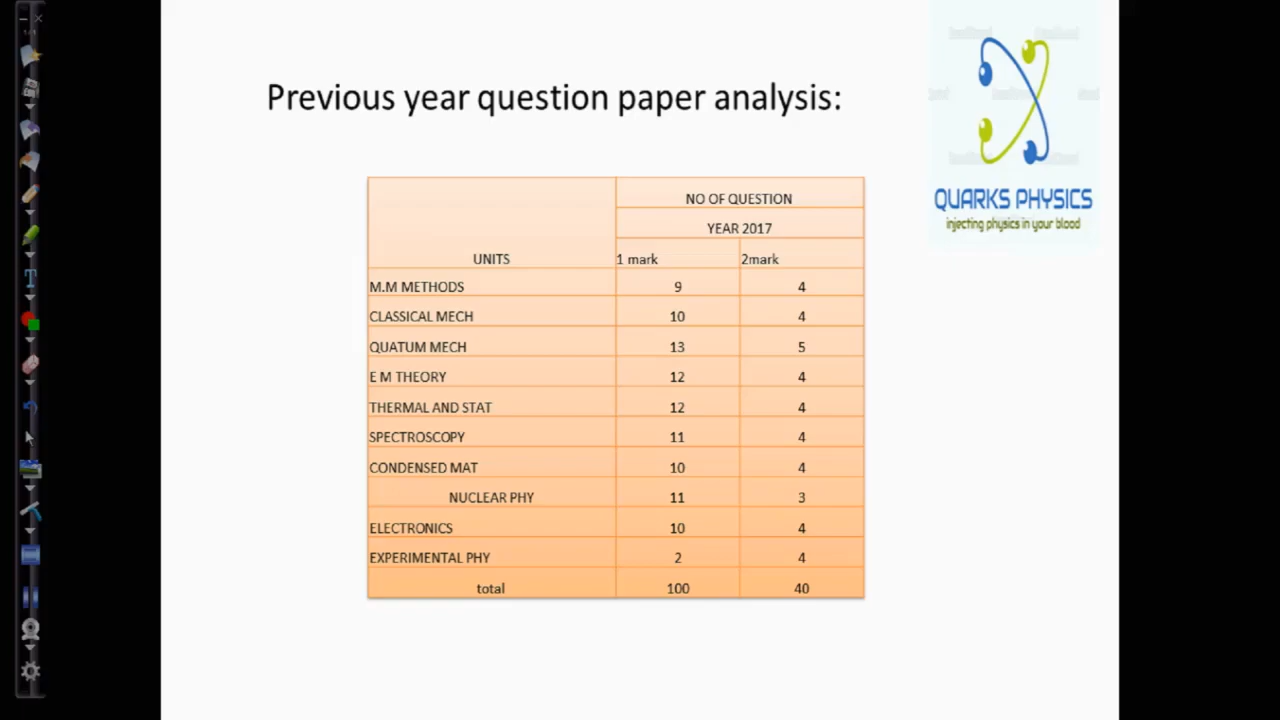 Previous year question paper analysis:
QUARKS PHYSICS
injecting physics in your blood
NO OF QUESTION
YEAR 2017
UNITS 1 mark 2mark
M.M METHODS 9 4
CLASSICAL MECH 10 4
QUATUM MECH 13 5
E M THEORY 12 4
THERMAL AND STAT 12 4
SPECTROSCOPY 11 4
CONDENSED MAT 10 4
NUCLEAR PHY 11 3
ELECTRONICS 10 4
EXPERIMENTAL PHY 2 4
total 100 40